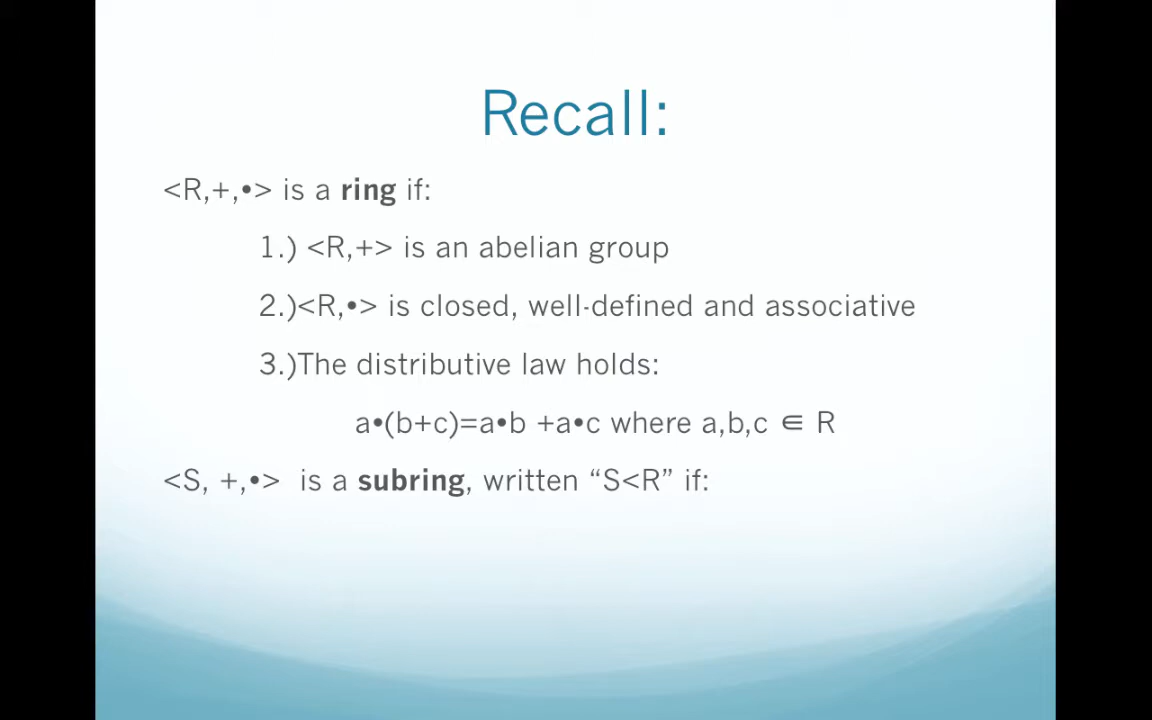 Recall:
<R,+,•> is a ring if:
1.) <R,+> is an abelian group
2.)<R,•> is closed, well-defined and associative
3.)The distributive law holds:
a•(b+c)=a•b +a•c where a,b,c ∈ R
<S, +,•>  is a subring, written “S<R” if: